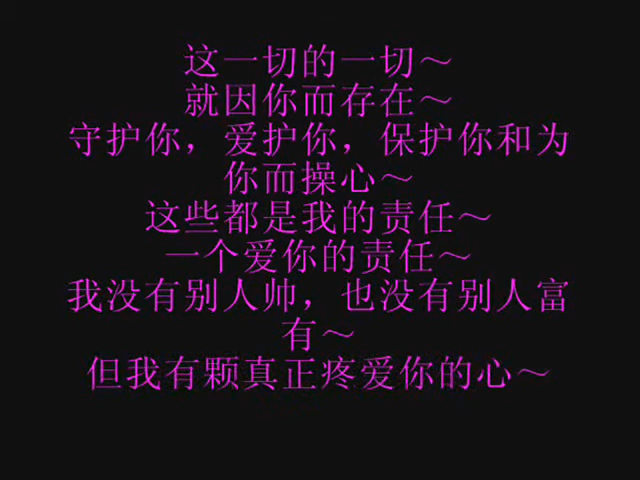 这一切的一切～
就因你而存在～
守护你，爱护你，保护你和为
你而操心～
这些都是我的责任～
一个爱你的责任～
我没有别人帅，也没有别人富
有～
但我有颗真正疼爱你的心～